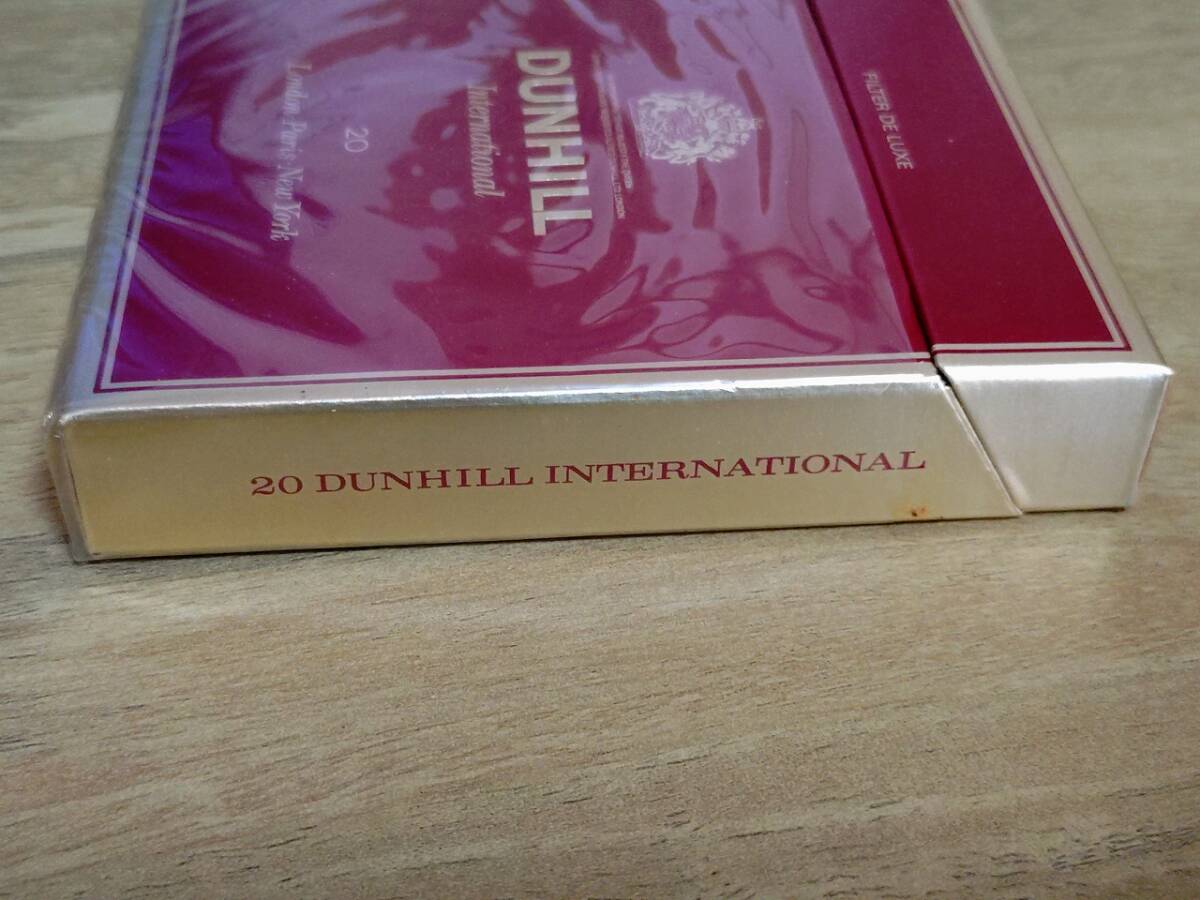 FILTER DE LUXE
DUNHILL
International
20
London·Paris·New York
20 DUNHILL INTERNATIONAL